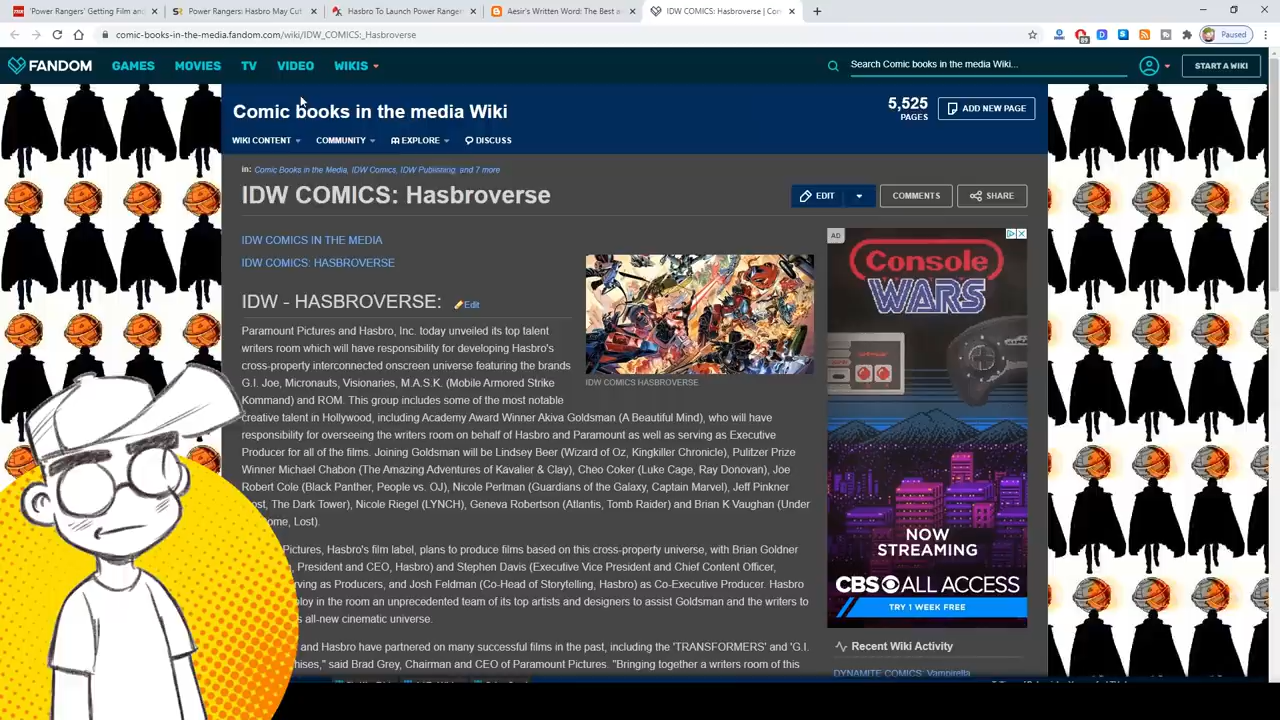 'Power Rangers' Getting Film and
Power Rangers: Hasbro May Cut
Hasbro To Launch Power Ranger
Aesir's Written Word: The Best a
IDW COMICS: Hasbroverse | Com
comic-books-in-the-media.fandom.com/wiki/IDW_COMICS:_Hasbroverse
Paused
FANDOM
GAMES
MOVIES
TV
VIDEO
WIKIS
Search Comic books in the media Wiki...
START A WIKI
Comic books in the media Wiki
5,525
PAGES
ADD NEW PAGE
WIKI CONTENT
COMMUNITY
EXPLORE
DISCUSS
in: Comic Books in the Media, IDW Comics, IDW Publishing, and 7 more
IDW COMICS: Hasbroverse
EDIT
COMMENTS
SHARE
IDW COMICS IN THE MEDIA
IDW COMICS: HASBROVERSE
IDW - HASBROVERSE:
Edit
Paramount Pictures and Hasbro, Inc. today unveiled its top talent
writers room which will have responsibility for developing Hasbro's
cross-property interconnected onscreen universe featuring the brands
G.I. Joe, Micronauts, Visionaries, M.A.S.K. (Mobile Armored Strike
Kommand) and ROM. This group includes some of the most notable
creative talent in Hollywood, including Academy Award Winner Akiva Goldsman (A Beautiful Mind), who will have
responsibility for overseeing the writers room on behalf of Hasbro and Paramount as well as serving as Executive
Producer for all of the films. Joining Goldsman will be Lindsey Beer (Wizard of Oz, Kingkiller Chronicle), Pulitzer Prize
Winner Michael Chabon (The Amazing Adventures of Kavalier & Clay), Cheo Coker (Luke Cage, Ray Donovan), Joe
Robert Cole (Black Panther, People vs. OJ), Nicole Perlman (Guardians of the Galaxy, Captain Marvel), Jeff Pinkner
ost, The Dark Tower), Nicole Riegel (LYNCH), Geneva Robertson (Atlantis, Tomb Raider) and Brian K Vaughan (Under
ome, Lost).
Pictures, Hasbro's film label, plans to produce films based on this cross-property universe, with Brian Goldner
President and CEO, Hasbro) and Stephen Davis (Executive Vice President and Chief Content Officer,
rving as Producers, and Josh Feldman (Co-Head of Storytelling, Hasbro) as Co-Executive Producer. Hasbro
ploy in the room an unprecedented team of its top artists and designers to assist Goldsman and the writers to
s all-new cinematic universe.
and Hasbro have partnered on many successful films in the past, including the 'TRANSFORMERS' and 'G.I.
hises," said Brad Grey, Chairman and CEO of Paramount Pictures. "Bringing together a writers room of this
IDW COMICS HASBROVERSE
AD
Console
WARS
NOW
STREAMING
CBS ALL ACCESS
TRY 1 WEEK FREE
Recent Wiki Activity
DYNAMITE COMICS: Vampirella